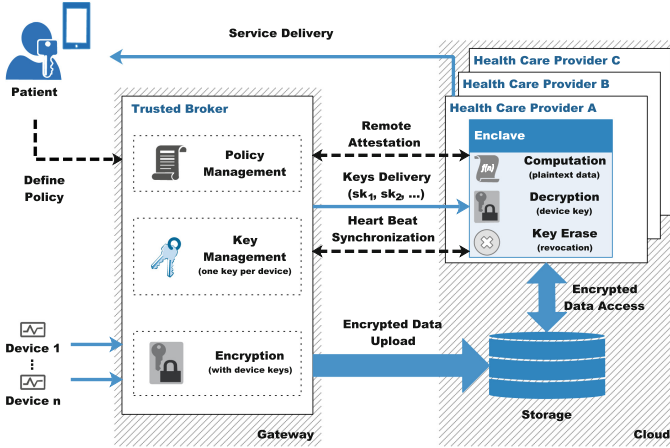 Service Delivery
Patient
Define
Policy
Trusted Broker
Policy
Management
Key
Management
(one key per device)
Encryption
(with device keys)
Device 1
Device n
Gateway
Remote
Attestation
Keys Delivery
(sk1, sk2, ...)
Heart Beat
Synchronization
Encrypted Data
Upload
Health Care Provider C
Health Care Provider B
Health Care Provider A
Enclave
f(n)
Computation
(plaintext data)
Decryption
(device key)
Key Erase
(revocation)
Encrypted
Data Access
Storage
Cloud